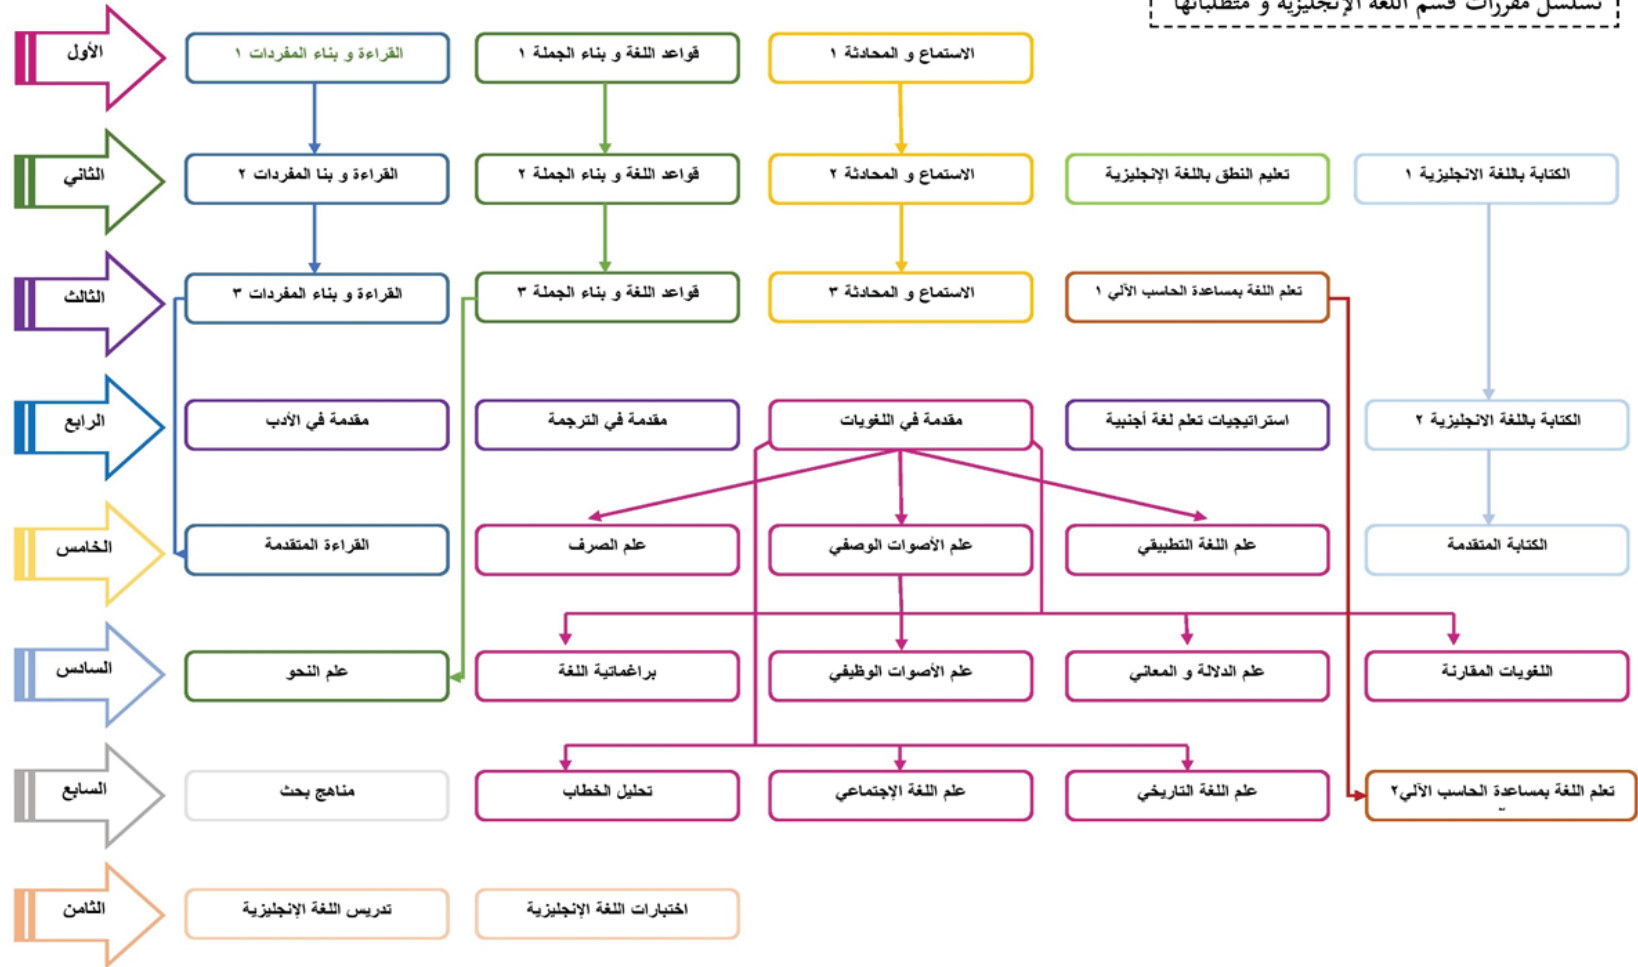 تسلسل مقررات قسم اللغة الإنجليزية و متطلباتها
الأول
القراءة و بناء المفردات ١
قواعد اللغة و بناء الجملة ١
الاستماع و المحادثة ١
الثاني
القراءة و بنا المفردات ٢
قواعد اللغة و بناء الجملة ٢
الاستماع و المحادثة ٢
تعليم النطق باللغة الإنجليزية
الكتابة باللغة الانجليزية ١
الثالث
القراءة و بناء المفردات ٣
قواعد اللغة و بناء الجملة ٣
الاستماع و المحادثة ٣
تعلم اللغة بمساعدة الحاسب الآلي ١
الرابع
مقدمة في الأدب
مقدمة في الترجمة
مقدمة في اللغويات
استراتيجيات تعلم لغة أجنبية
الكتابة باللغة الانجليزية ٢
الخامس
القراءة المتقدمة
علم الصرف
علم الأصوات الوصفي
علم اللغة التطبيقي
الكتابة المتقدمة
السادس
علم النحو
براغماتية اللغة
علم الأصوات الوظيفي
علم الدلالة و المعاني
اللغويات المقارنة
السابع
مناهج بحث
تحليل الخطاب
علم اللغة الإجتماعي
علم اللغة التاريخي
تعلم اللغة بمساعدة الحاسب الآلي٢
الثامن
تدريس اللغة الإنجليزية
اختبارات اللغة الإنجليزية